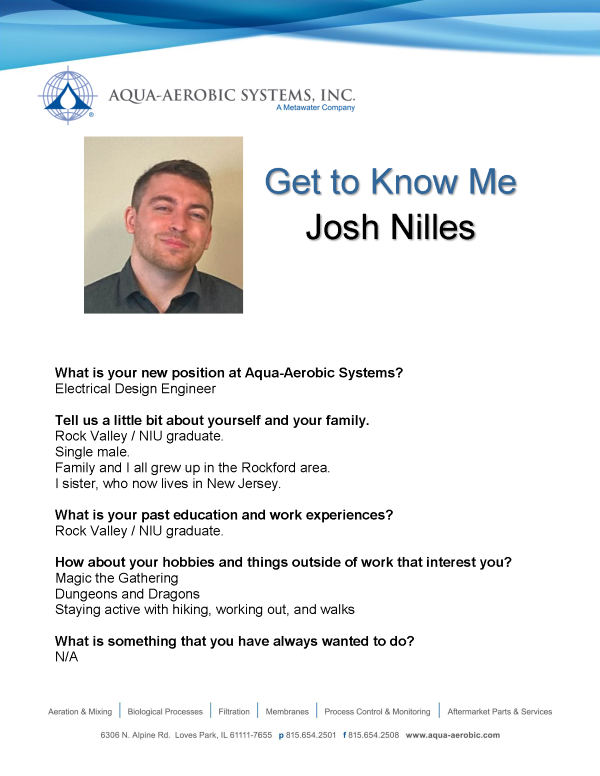 AQUA-AEROBIC SYSTEMS, INC.
A Metawater Company
®
Get to Know Me
Josh Nilles
What is your new position at Aqua-Aerobic Systems?
Electrical Design Engineer
Tell us a little bit about yourself and your family.
Rock Valley / NIU graduate.
Single male.
Family and I all grew up in the Rockford area.
I sister, who now lives in New Jersey.
What is your past education and work experiences?
Rock Valley / NIU graduate.
How about your hobbies and things outside of work that interest you?
Magic the Gathering
Dungeons and Dragons
Staying active with hiking, working out, and walks
What is something that you have always wanted to do?
N/A
Aeration & Mixing | Biological Processes | Filtration | Membranes | Process Control & Monitoring | Aftermarket Parts & Services
6306 N. Alpine Rd. Loves Park, IL 61111-7655 p 815.654.2501 f 815.654.2508 www.aqua-aerobic.com